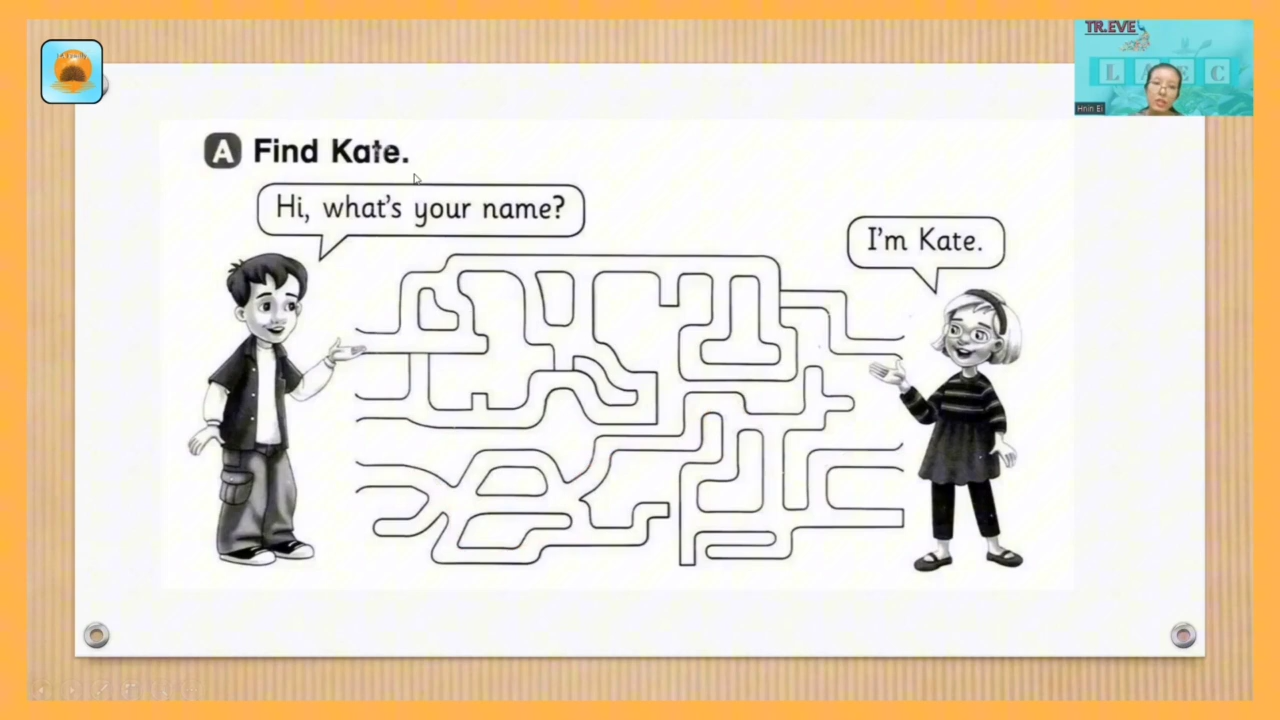 TR.EVE
L A E C
Hnin Ei
A Find Kate.
Hi, what's your name?
I'm Kate.